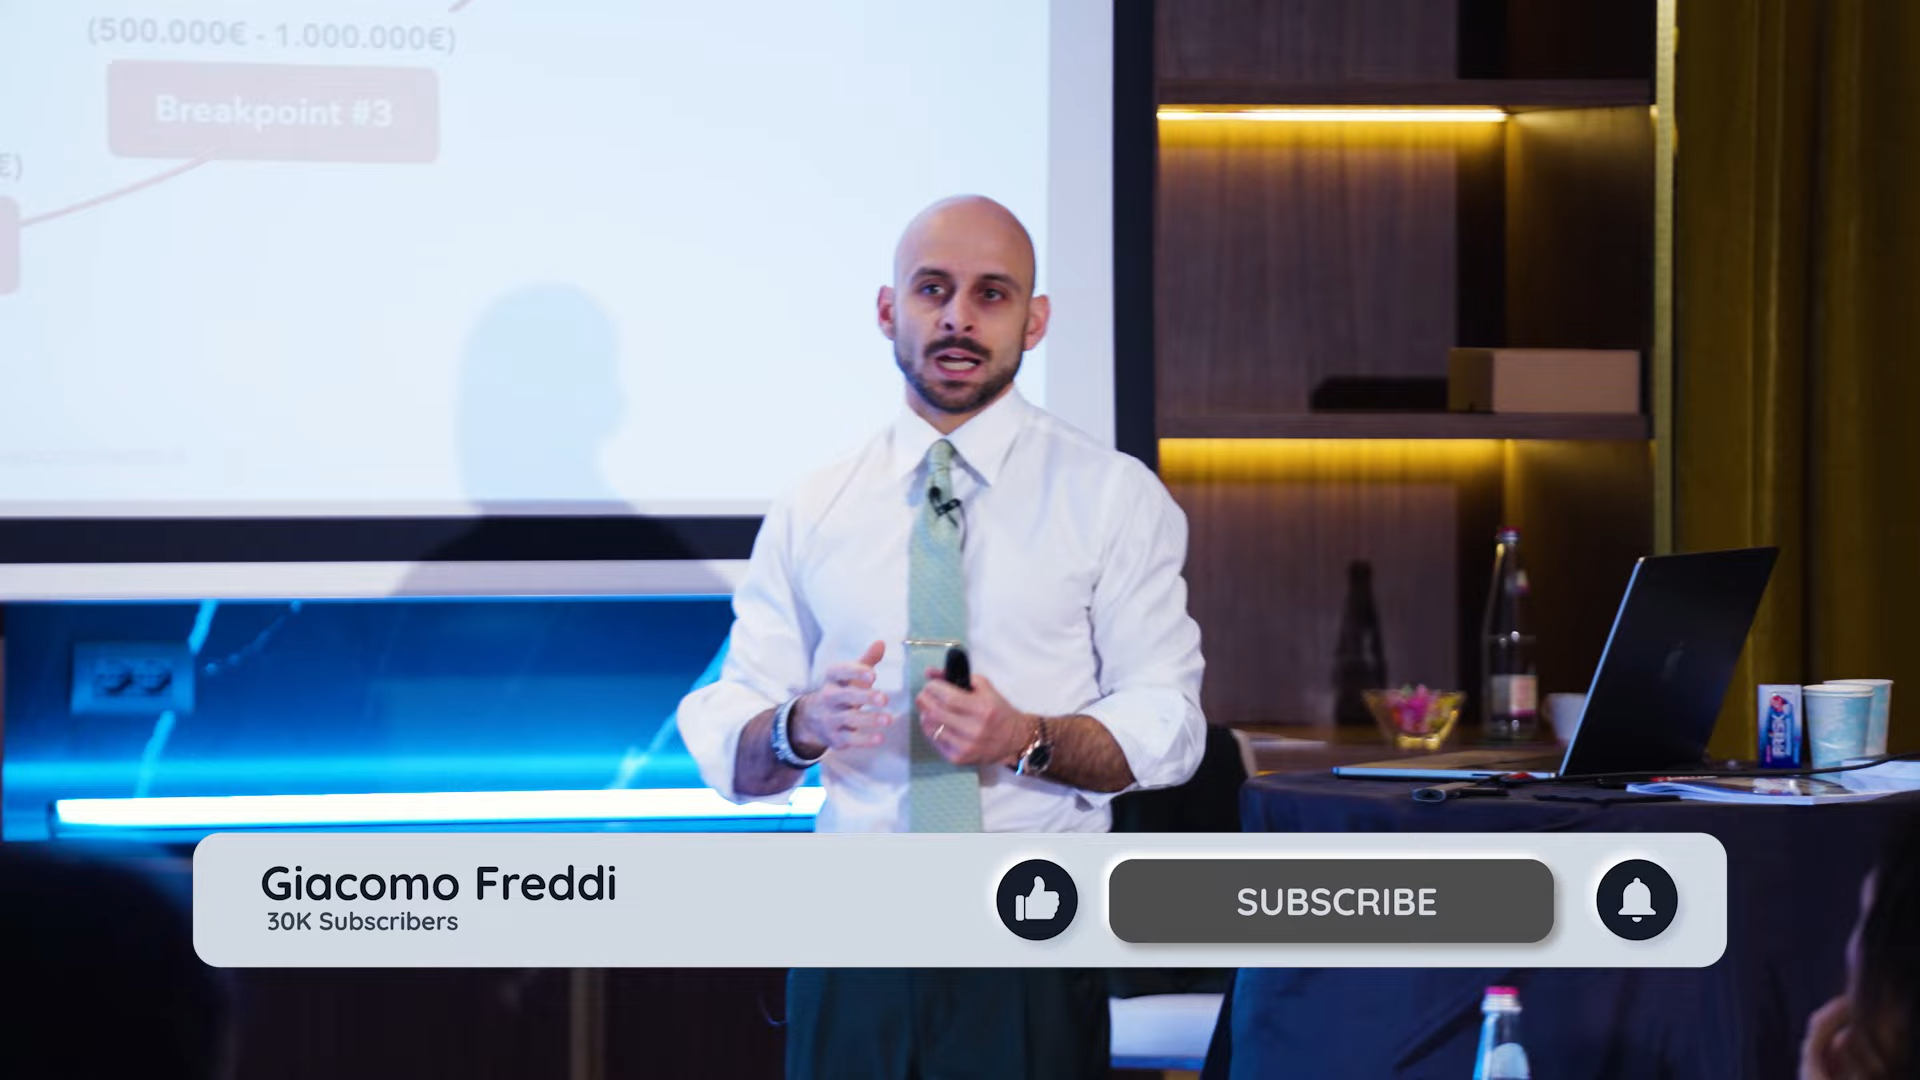 (500.000€ - 1.000.000€)
Breakpoint #3
€)
Giacomo Freddi
30K Subscribers
SUBSCRIBE